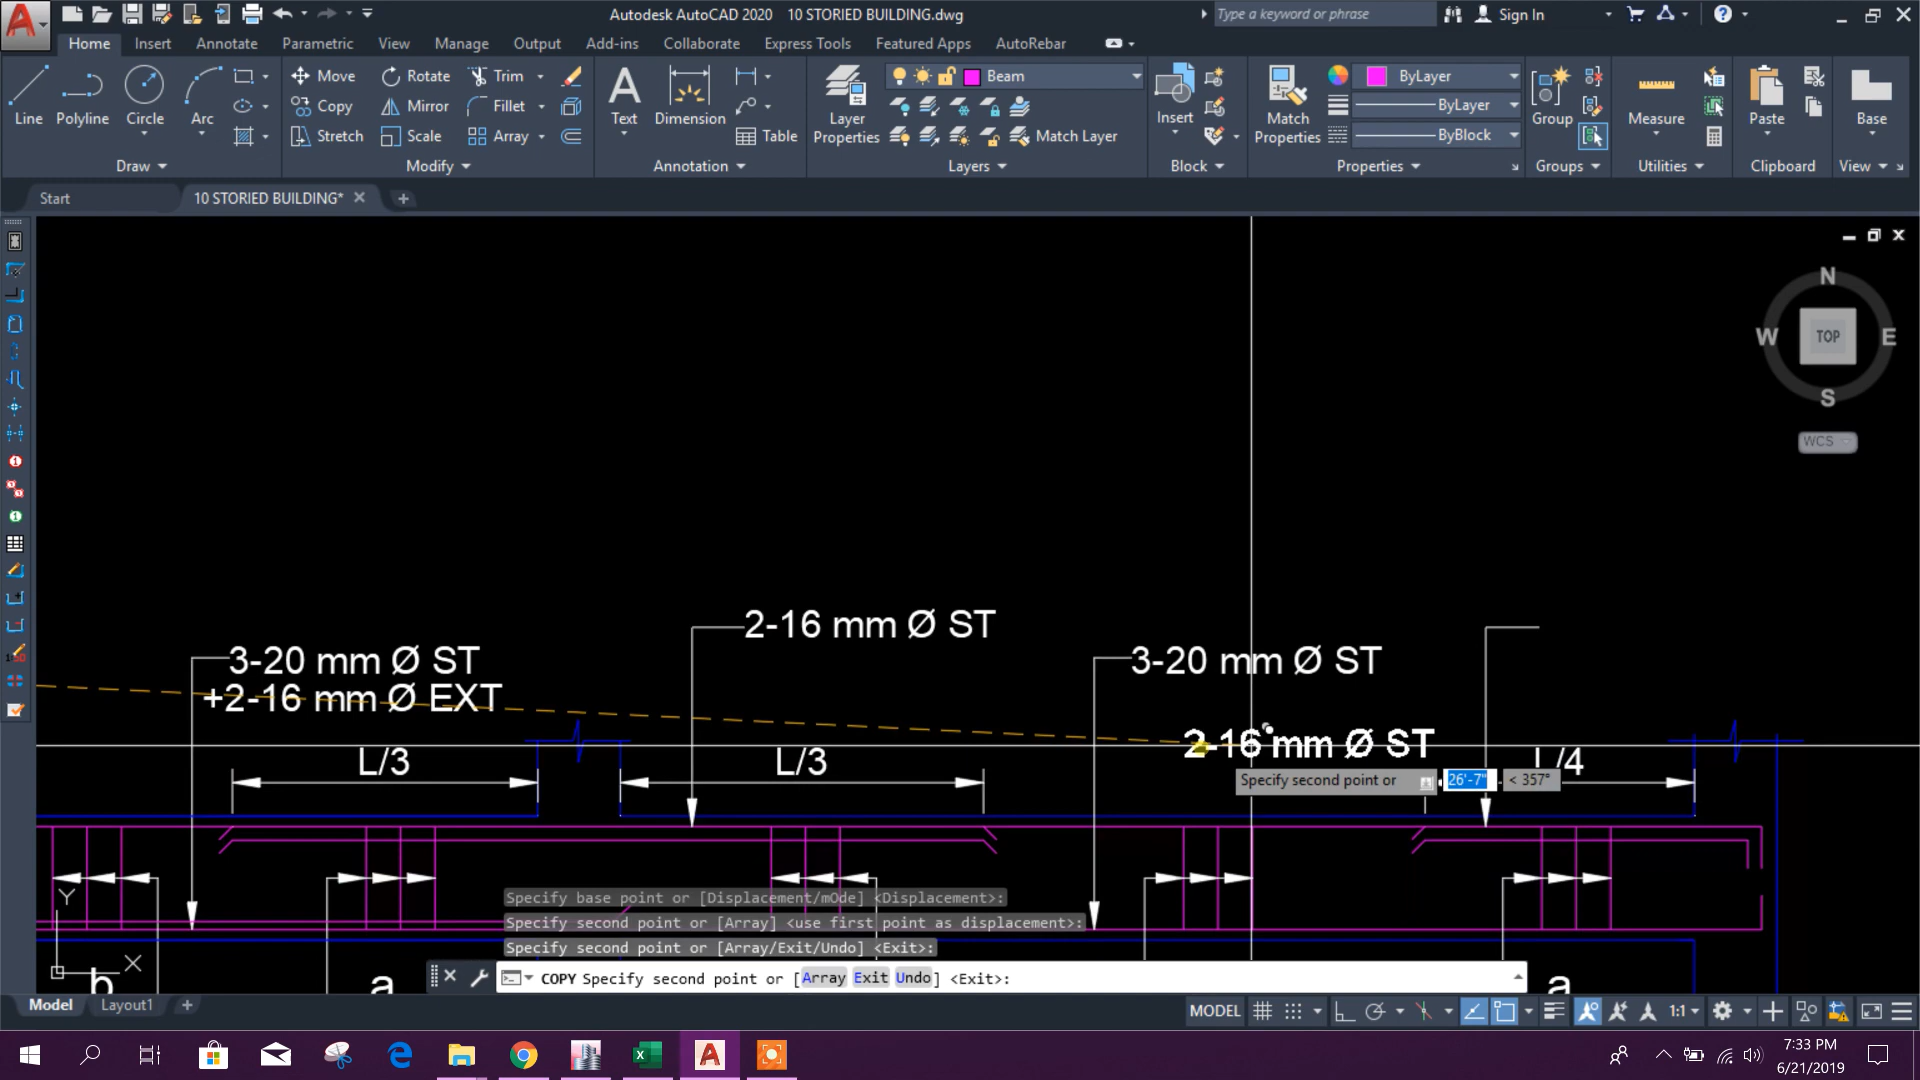 Autodesk AutoCAD 2020 10 STORIED BUILDING.dwg
Type a keyword or phrase
Sign In
Home Insert Annotate Parametric View Manage Output Add-ins Collaborate Express Tools Featured Apps AutoRebar
Line Polyline Circle Arc
Draw
Move Rotate Trim
Copy Mirror Fillet
Stretch Scale Array
Modify
Text Dimension
Table
Annotation
Layer Properties
Beam
Match Layer
Layers
Insert
Block
Match Properties
ByLayer
ByLayer
ByBlock
Properties
Group
Groups
Measure
Utilities
Paste
Clipboard
Base
View
Start 10 STORIED BUILDING*
N
W TOP E
S
WCS
2-16 mm Ø ST
3-20 mm Ø ST
+2-16 mm Ø EXT
3-20 mm Ø ST
2-16 mm Ø ST
L/3
L/3
L/4
Specify second point or 26'-7" < 357°
Y
X
b
a
a
Specify base point or [Displacement/mOde] <Displacement>:
Specify second point or [Array] <use first point as displacement>:
Specify second point or [Array/Exit/Undo] <Exit>:
COPY Specify second point or [Array Exit Undo] <Exit>:
Model Layout1
MODEL
1:1
7:33 PM
6/21/2019